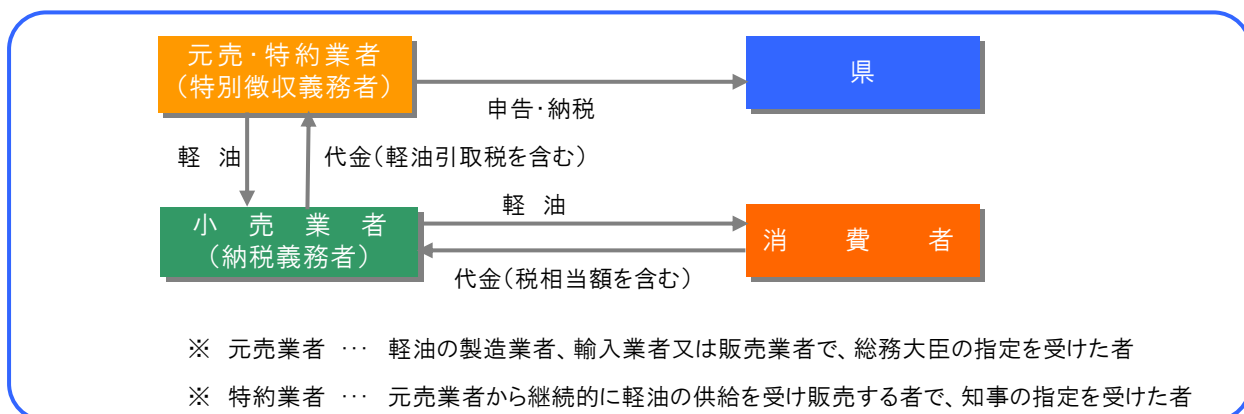 元売・特約業者
（特別徴収義務者）
県
申告・納税
軽 油
代金（軽油引取税を含む）
小 売 業 者
（納税義務者）
軽 油
消 費 者
代金（税相当額を含む）
※ 元売業者 … 軽油の製造業者、輸入業者又は販売業者で、総務大臣の指定を受けた者
※ 特約業者 … 元売業者から継続的に軽油の供給を受け販売する者で、知事の指定を受けた者